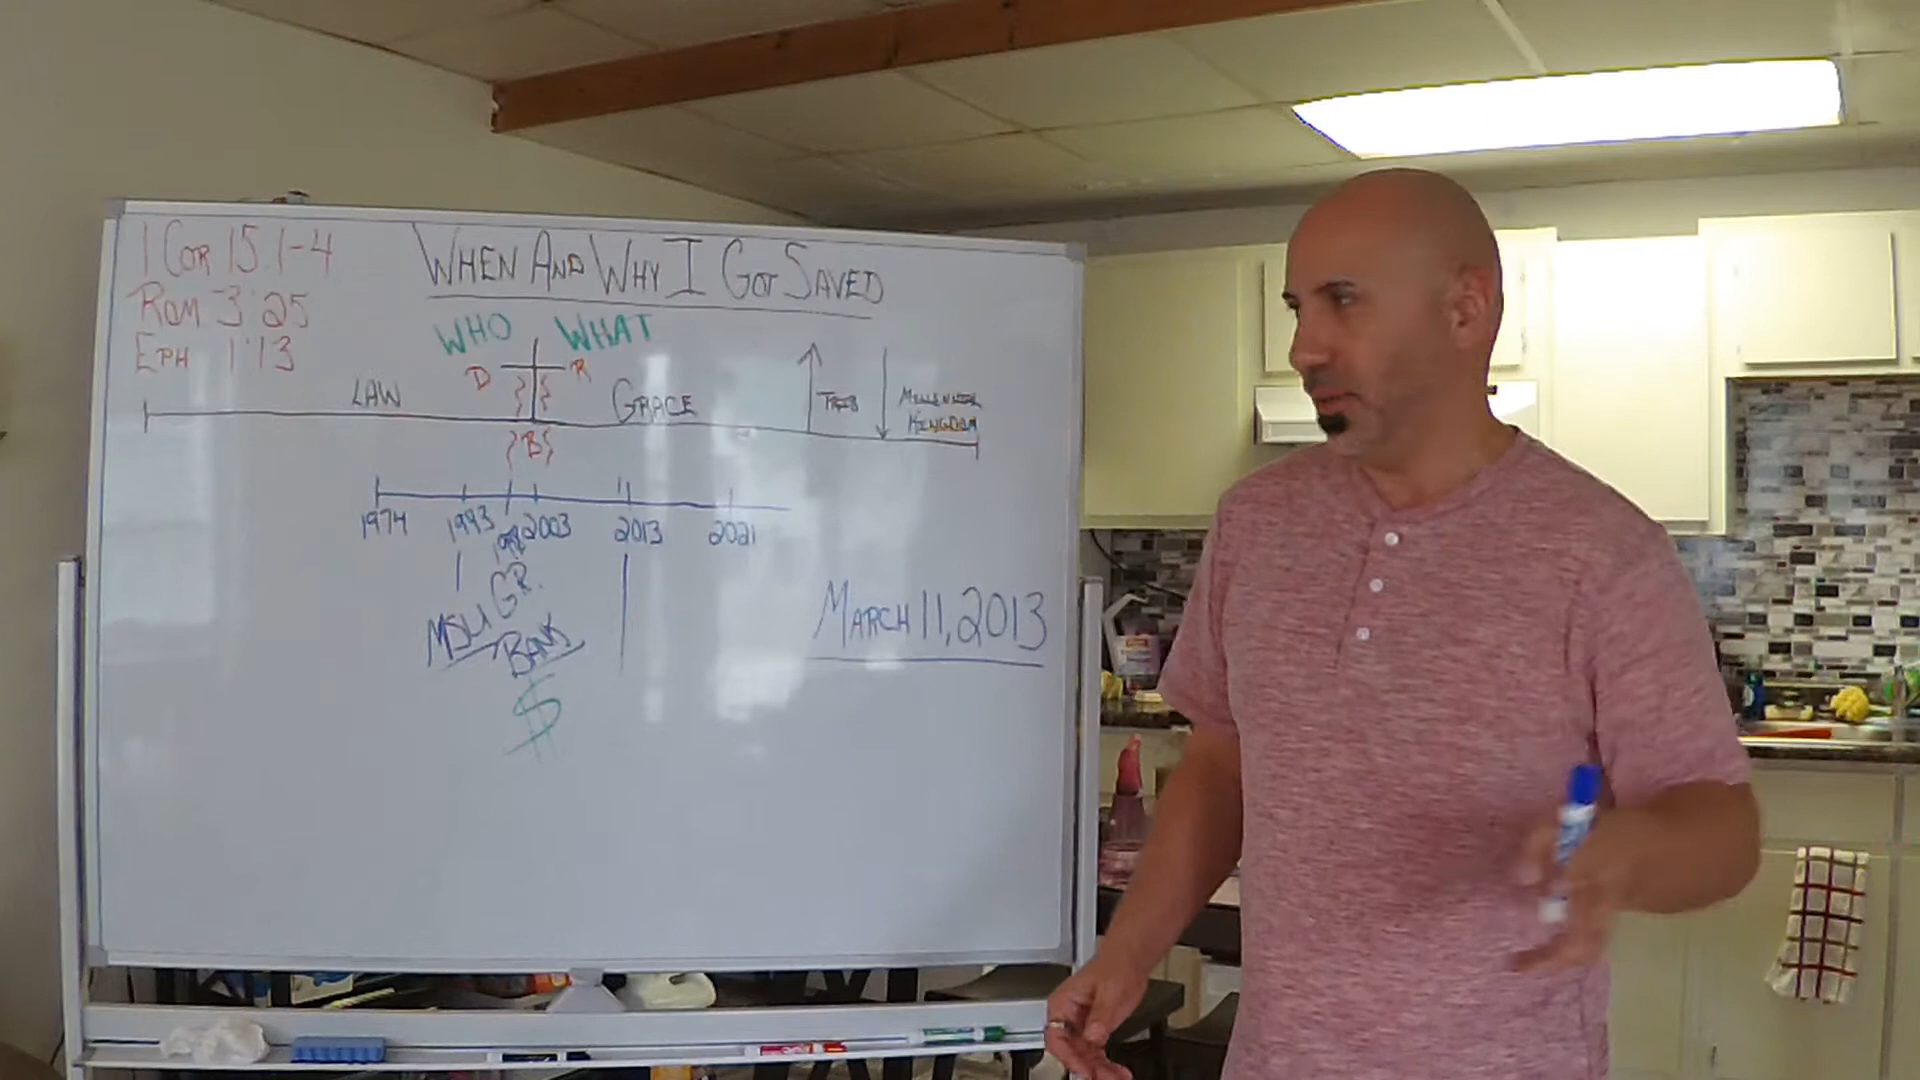 1 COR 15:1-4
ROM 3:25
EPH 1:13
WHEN AND WHY I GOT SAVED
WHO WHAT
D R
LAW
GRACE
TRIB
MILLENNIAL
KINGDOM
B
1974 1993 1998 2003 2013 2021
MSU GR.
BANK
$
MARCH 11, 2013